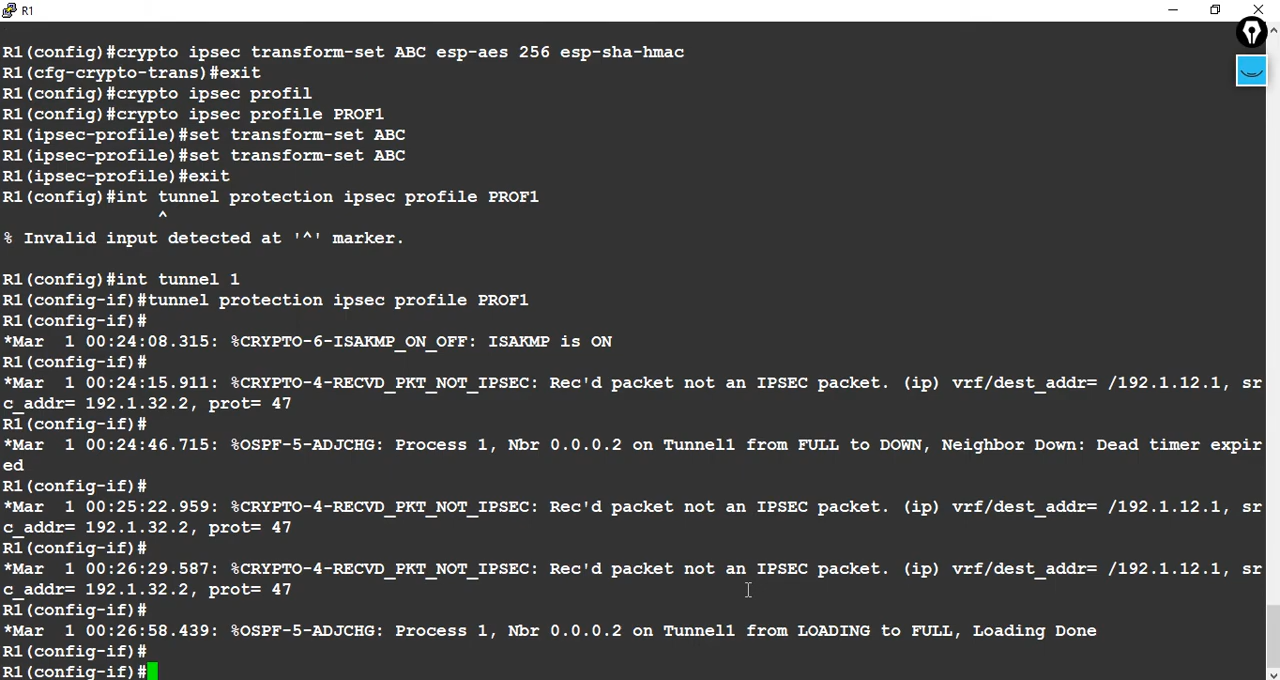 R1
R1(config)#crypto ipsec transform-set ABC esp-aes 256 esp-sha-hmac
R1(cfg-crypto-trans)#exit
R1(config)#crypto ipsec profil
R1(config)#crypto ipsec profile PROF1
R1(ipsec-profile)#set transform-set ABC
R1(ipsec-profile)#set transform-set ABC
R1(ipsec-profile)#exit
R1(config)#int tunnel protection ipsec profile PROF1
^
% Invalid input detected at '^' marker.
R1(config)#int tunnel 1
R1(config-if)#tunnel protection ipsec profile PROF1
R1(config-if)#
*Mar  1 00:24:08.315: %CRYPTO-6-ISAKMP_ON_OFF: ISAKMP is ON
R1(config-if)#
*Mar  1 00:24:15.911: %CRYPTO-4-RECVD_PKT_NOT_IPSEC: Rec'd packet not an IPSEC packet. (ip) vrf/dest_addr= /192.1.12.1, sr
c_addr= 192.1.32.2, prot= 47
R1(config-if)#
*Mar  1 00:24:46.715: %OSPF-5-ADJCHG: Process 1, Nbr 0.0.0.2 on Tunnel1 from FULL to DOWN, Neighbor Down: Dead timer expir
ed
R1(config-if)#
*Mar  1 00:25:22.959: %CRYPTO-4-RECVD_PKT_NOT_IPSEC: Rec'd packet not an IPSEC packet. (ip) vrf/dest_addr= /192.1.12.1, sr
c_addr= 192.1.32.2, prot= 47
R1(config-if)#
*Mar  1 00:26:29.587: %CRYPTO-4-RECVD_PKT_NOT_IPSEC: Rec'd packet not an IPSEC packet. (ip) vrf/dest_addr= /192.1.12.1, sr
c_addr= 192.1.32.2, prot= 47
R1(config-if)#
*Mar  1 00:26:58.439: %OSPF-5-ADJCHG: Process 1, Nbr 0.0.0.2 on Tunnel1 from LOADING to FULL, Loading Done
R1(config-if)#
R1(config-if)#